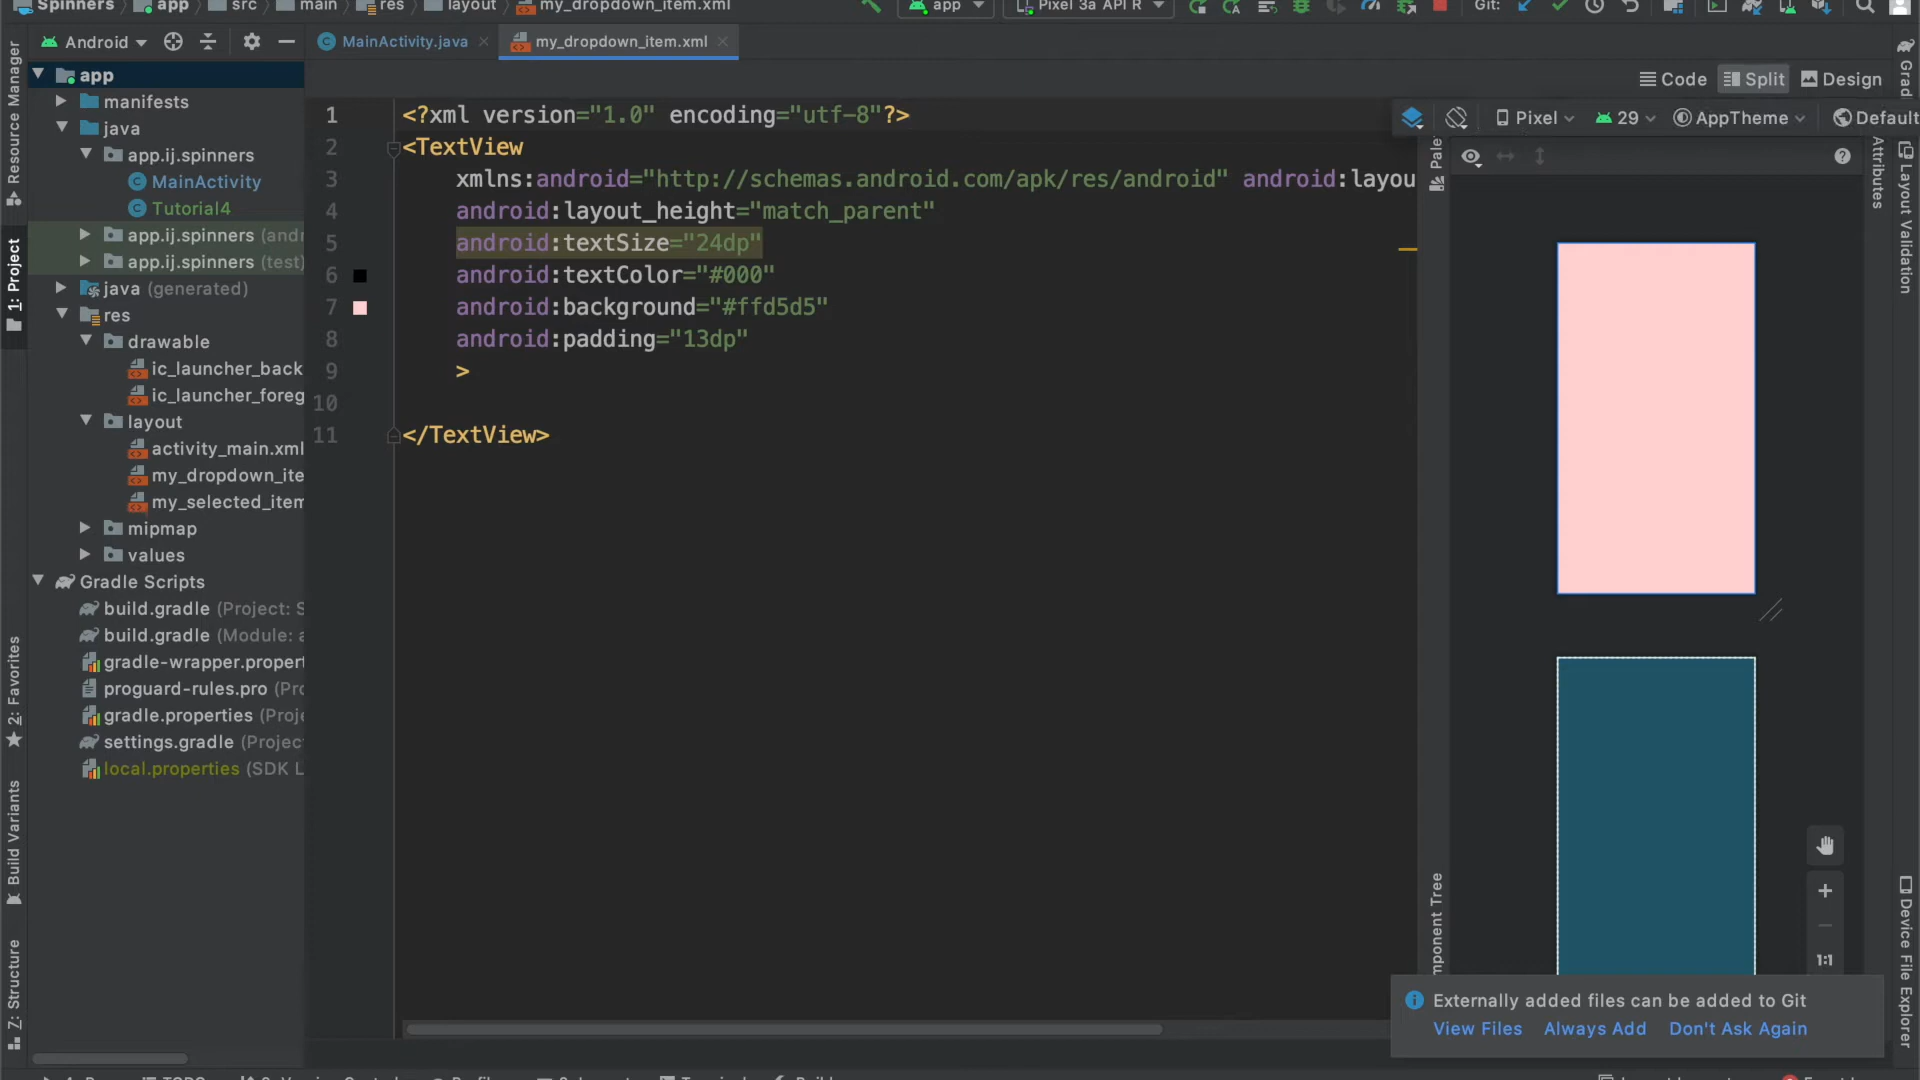 Spinners app src main res layout my_dropdown_item.xml app Pixel 3a API R Git:
Android MainActivity.java my_dropdown_item.xml
Code Split Design
Pixel 29 AppTheme Default
Resource Manager
1: Project
2: Favorites
Build Variants
Z: Structure
app
manifests
java
app.ij.spinners
MainActivity
Tutorial4
app.ij.spinners (andr
app.ij.spinners (test)
java (generated)
res
drawable
ic_launcher_back
ic_launcher_foreg
layout
activity_main.xml
my_dropdown_ite
my_selected_item
mipmap
values
Gradle Scripts
build.gradle (Project: S
build.gradle (Module: a
gradle-wrapper.propert
proguard-rules.pro (Pro
gradle.properties (Proje
settings.gradle (Project
local.properties (SDK L
1 <?xml version="1.0" encoding="utf-8"?>
2 <TextView
3 xmlns:android="http://schemas.android.com/apk/res/android" android:layou
4 android:layout_height="match_parent"
5 android:textSize="24dp"
6 android:textColor="#000"
7 android:background="#ffd5d5"
8 android:padding="13dp"
9 >
10
11 </TextView>
Pale
mponent Tree
Attributes
Grad
Layout Validation
Device File Explorer
1:1
Externally added files can be added to Git
View Files Always Add Don't Ask Again